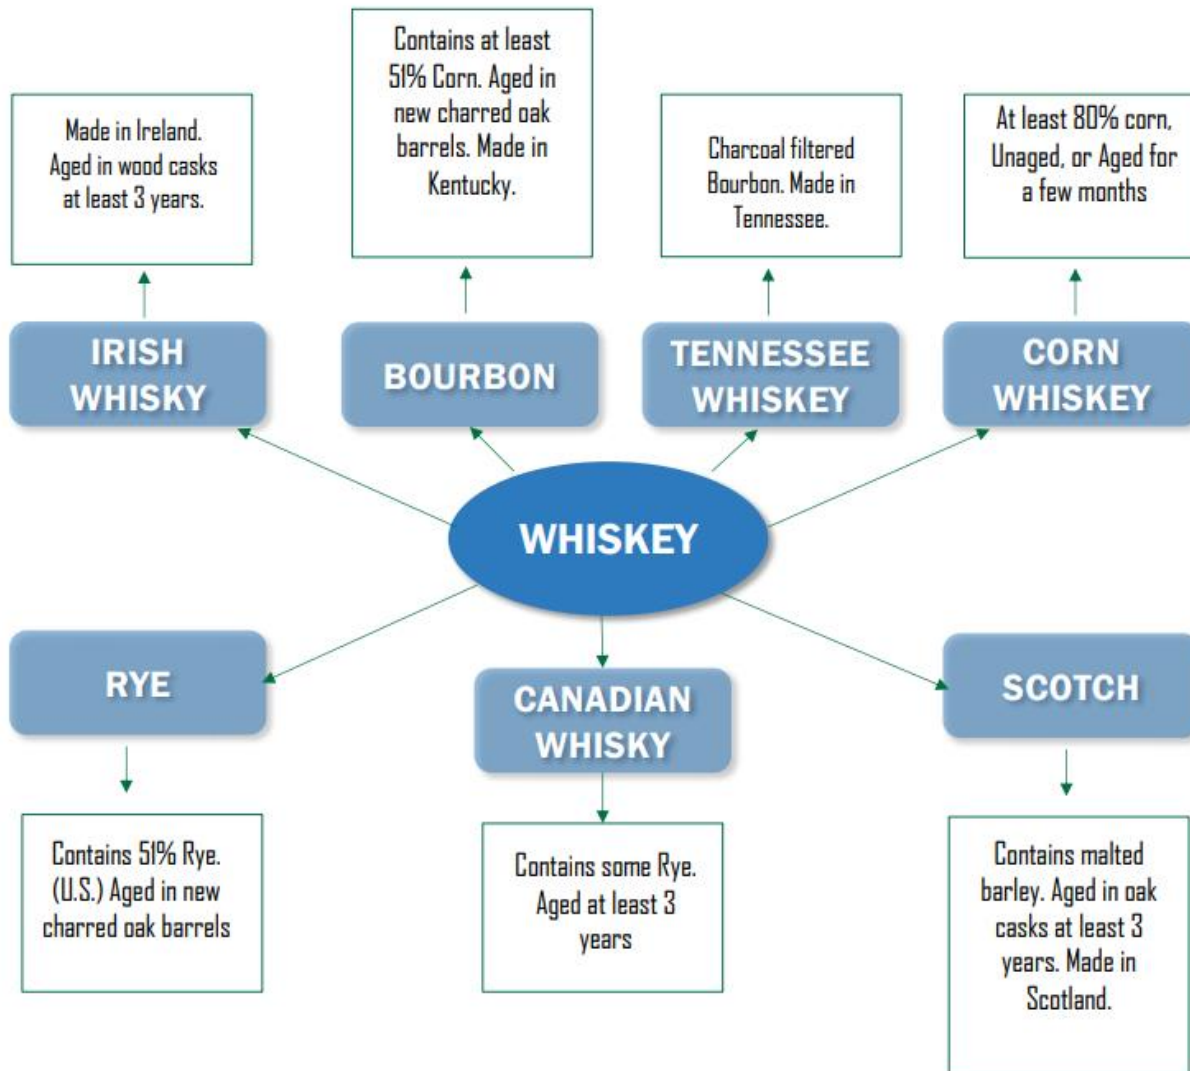 Contains at least
51% Corn. Aged in
new charred oak
barrels. Made in
Kentucky.
Made in Ireland.
Aged in wood casks
at least 3 years.
Charcoal filtered
Bourbon. Made in
Tennessee.
At least 80% corn,
Unaged, or Aged for
a few months
IRISH
WHISKY
BOURBON
TENNESSEE
WHISKEY
CORN
WHISKEY
WHISKEY
RYE
CANADIAN
WHISKY
SCOTCH
Contains 51% Rye.
(U.S.) Aged in new
charred oak barrels
Contains some Rye.
Aged at least 3
years
Contains malted
barley. Aged in oak
casks at least 3
years. Made in
Scotland.